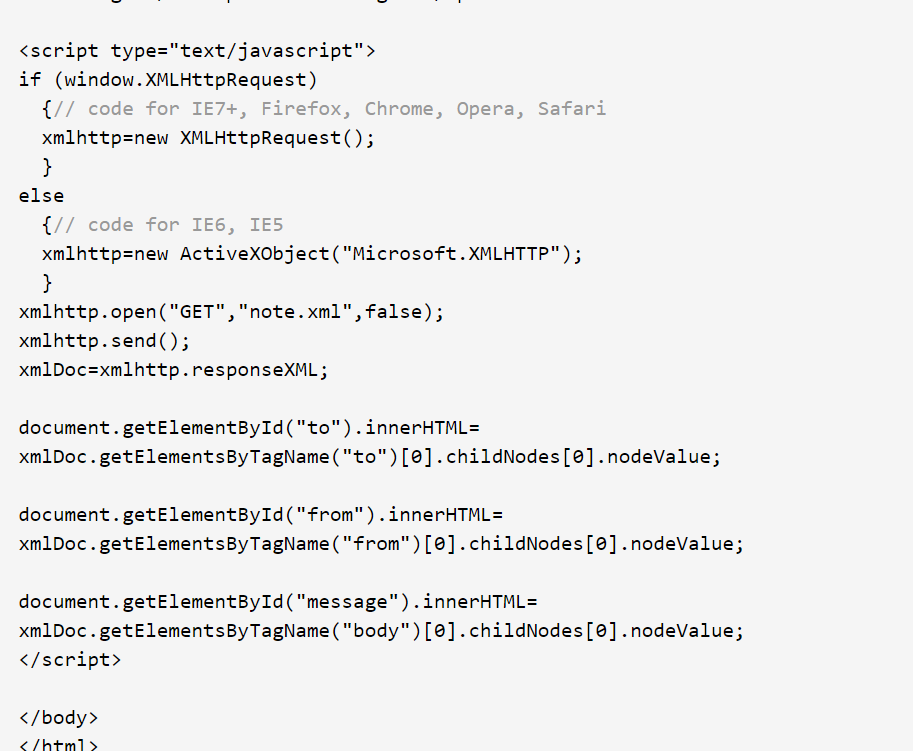 <script type="text/javascript">
if (window.XMLHttpRequest)
  {// code for IE7+, Firefox, Chrome, Opera, Safari
  xmlhttp=new XMLHttpRequest();
  }
else
  {// code for IE6, IE5
  xmlhttp=new ActiveXObject("Microsoft.XMLHTTP");
  }
xmlhttp.open("GET","note.xml",false);
xmlhttp.send();
xmlDoc=xmlhttp.responseXML;

document.getElementById("to").innerHTML=
xmlDoc.getElementsByTagName("to")[0].childNodes[0].nodeValue;

document.getElementById("from").innerHTML=
xmlDoc.getElementsByTagName("from")[0].childNodes[0].nodeValue;

document.getElementById("message").innerHTML=
xmlDoc.getElementsByTagName("body")[0].childNodes[0].nodeValue;
</script>

</body>
</html>